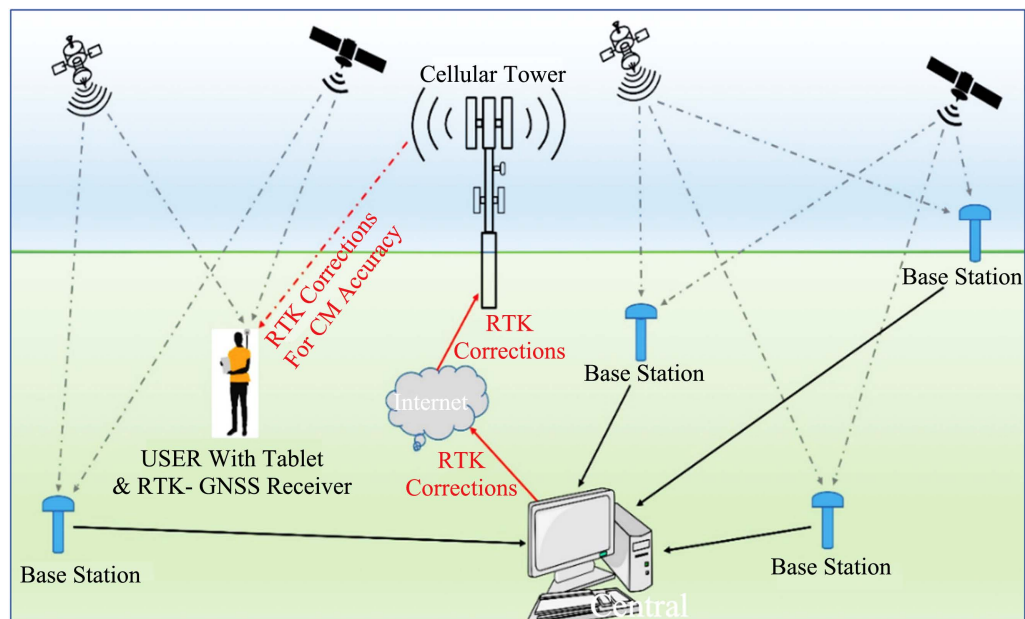 Cellular Tower
RTK Corrections
For CM Accuracy
Base Station
RTK
Corrections
Base Station
Internet
USER With Tablet
& RTK- GNSS Receiver
RTK
Corrections
Base Station
Base Station
Central